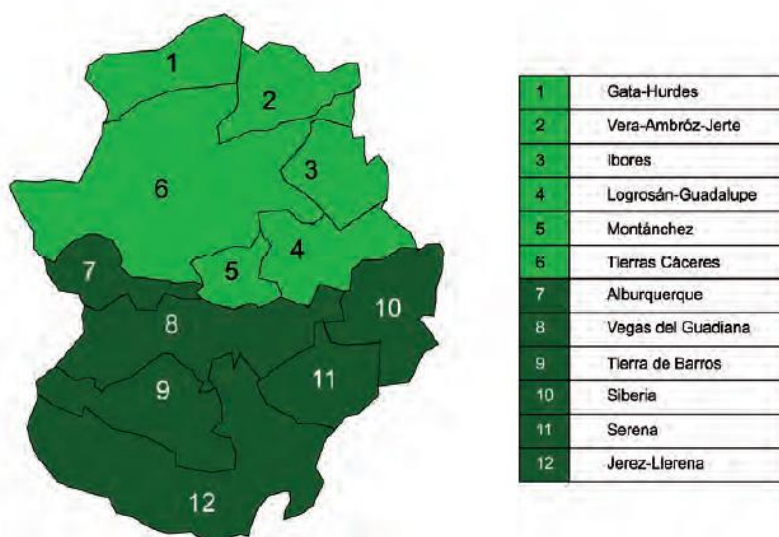 1
2
3
6
4
5
7
10
8
11
9
12
1 Gata-Hurdes
2 Vera-Ambróz-Jerte
3 Ibores
4 Logrosán-Guadalupe
5 Montánchez
6 Tierras Cáceres
7 Alburquerque
8 Vegas del Guadiana
9 Tierra de Barros
10 Siberia
11 Serena
12 Jerez-Llerena